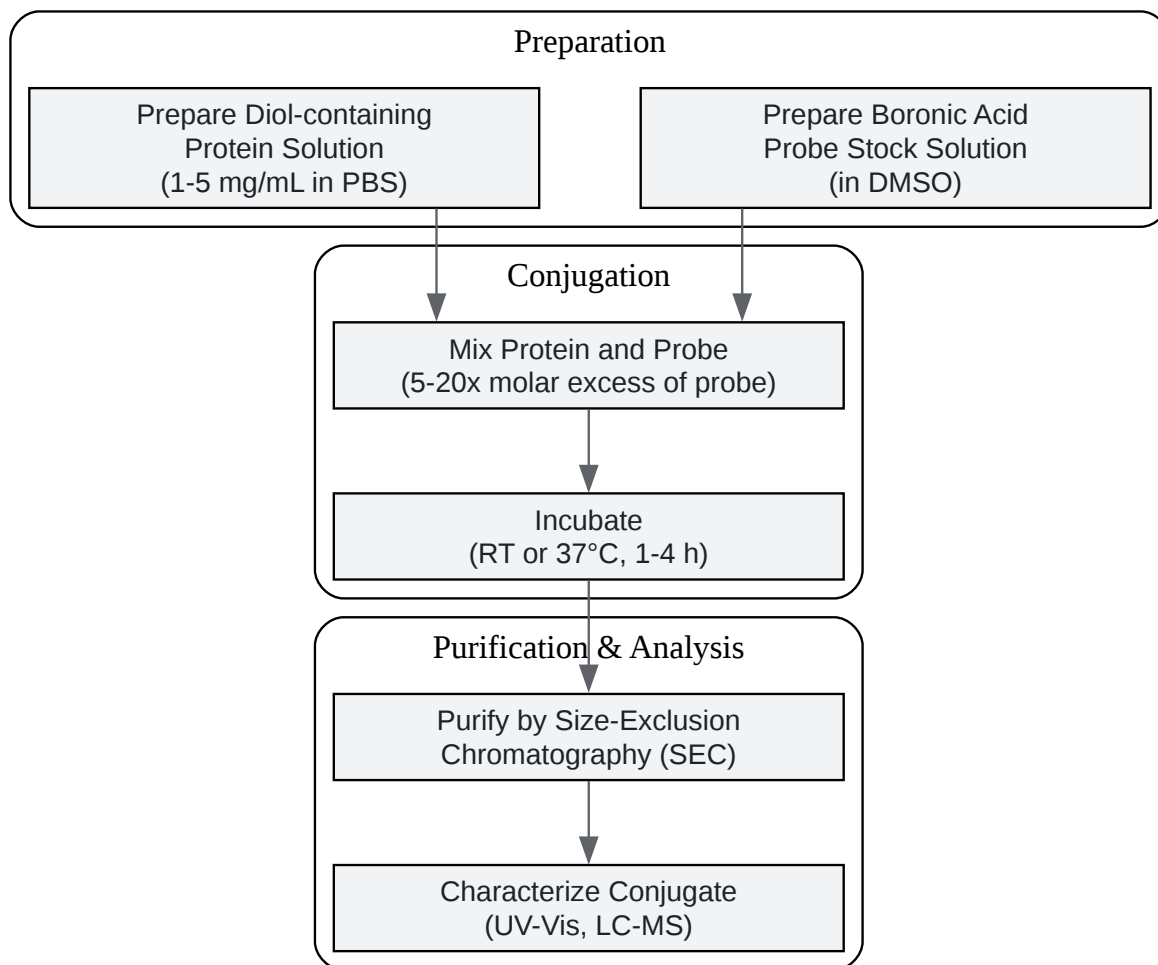 Preparation
Prepare Diol-containing
Protein Solution
(1-5 mg/mL in PBS)
Prepare Boronic Acid
Probe Stock Solution
(in DMSO)
Conjugation
Mix Protein and Probe
(5-20x molar excess of probe)
Incubate
(RT or 37°C, 1-4 h)
Purification & Analysis
Purify by Size-Exclusion
Chromatography (SEC)
Characterize Conjugate
(UV-Vis, LC-MS)